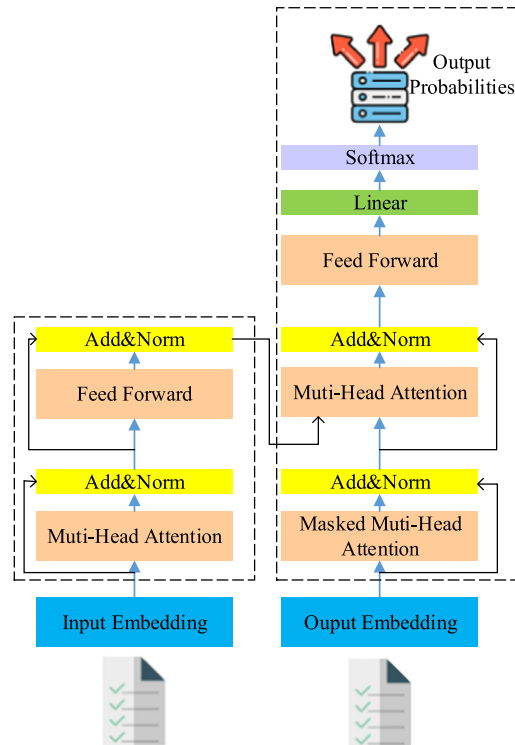 Output
Probabilities
Softmax
Linear
Feed Forward
Add&Norm
Muti-Head Attention
Add&Norm
Masked Muti-Head
Attention
Ouput Embedding
Add&Norm
Feed Forward
Add&Norm
Muti-Head Attention
Input Embedding